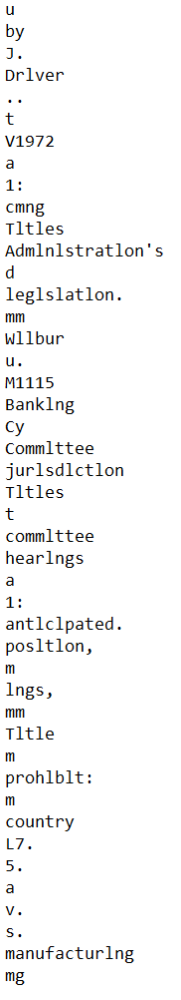 u
by
J.
Drlver
..
t
V1972
a
1:
cmng
Tltles
Admlnlstratlon's
d
leglslatlon.
mm
Wllbur
u.
M1115
Banklng
Cy
Commlttee
jurlsdlctlon
Tltles
t
commlttee
hearlngs
a
1:
antlclpated.
posltlon,
m
lngs,
mm
Tltle
m
prohlblt:
m
country
L7.
5.
a
v.
s.
manufacturlng
mg